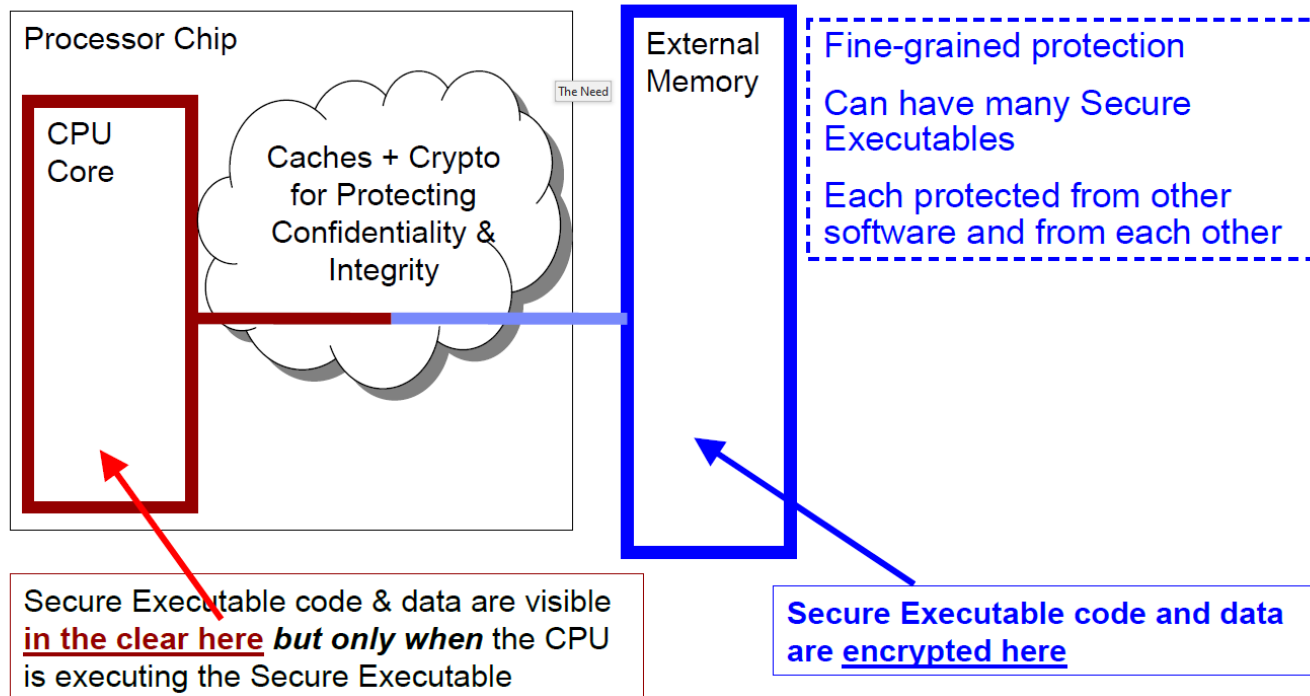 Processor Chip
CPU
Core
Caches + Crypto
for Protecting
Confidentiality &
Integrity
The Need
External
Memory
Fine-grained protection
Can have many Secure
Executables
Each protected from other
software and from each other
Secure Executable code & data are visible
in the clear here but only when the CPU
is executing the Secure Executable
Secure Executable code and data
are encrypted here